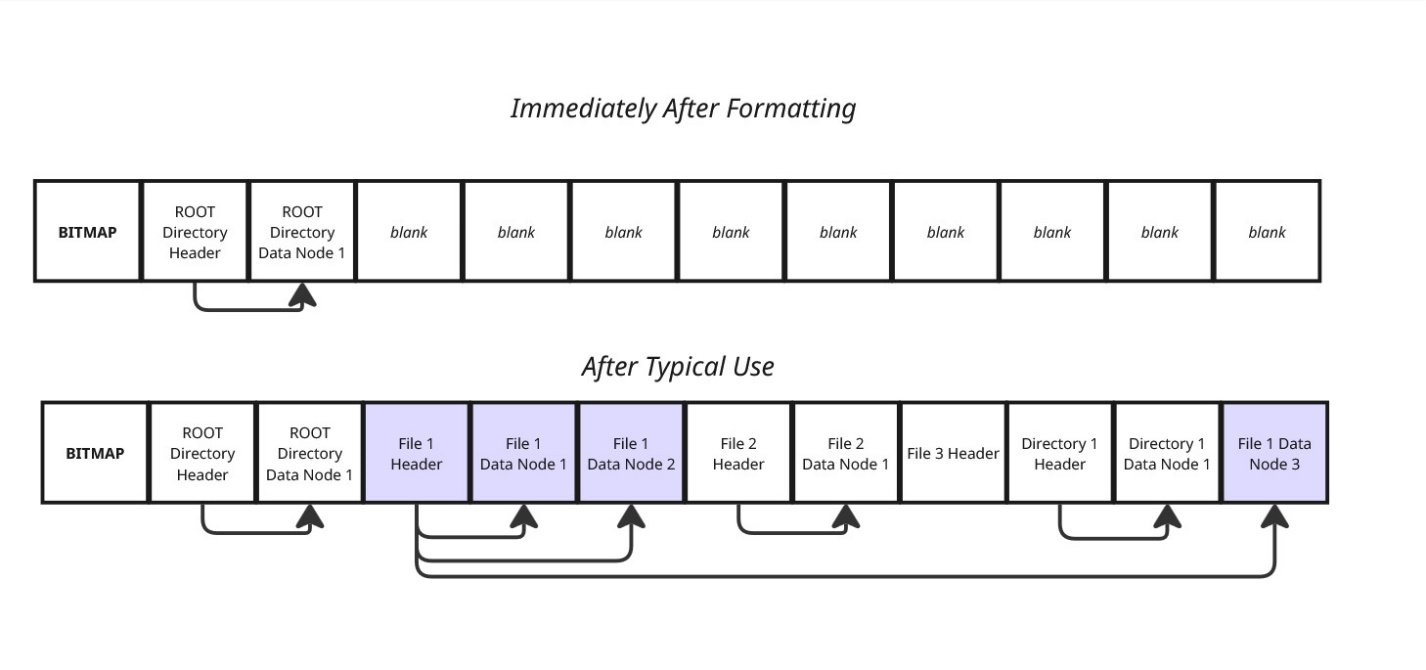 Immediately After Formatting
BITMAP
ROOT
Directory
Header
ROOT
Directory
Data Node 1
blank
blank
blank
blank
blank
blank
blank
blank
blank
After Typical Use
BITMAP
ROOT
Directory
Header
ROOT
Directory
Data Node 1
File 1
Header
File 1
Data Node 1
File 1
Data Node 2
File 2
Header
File 2
Data Node 1
File 3 Header
Directory 1
Header
Directory 1
Data Node 1
File 1 Data
Node 3